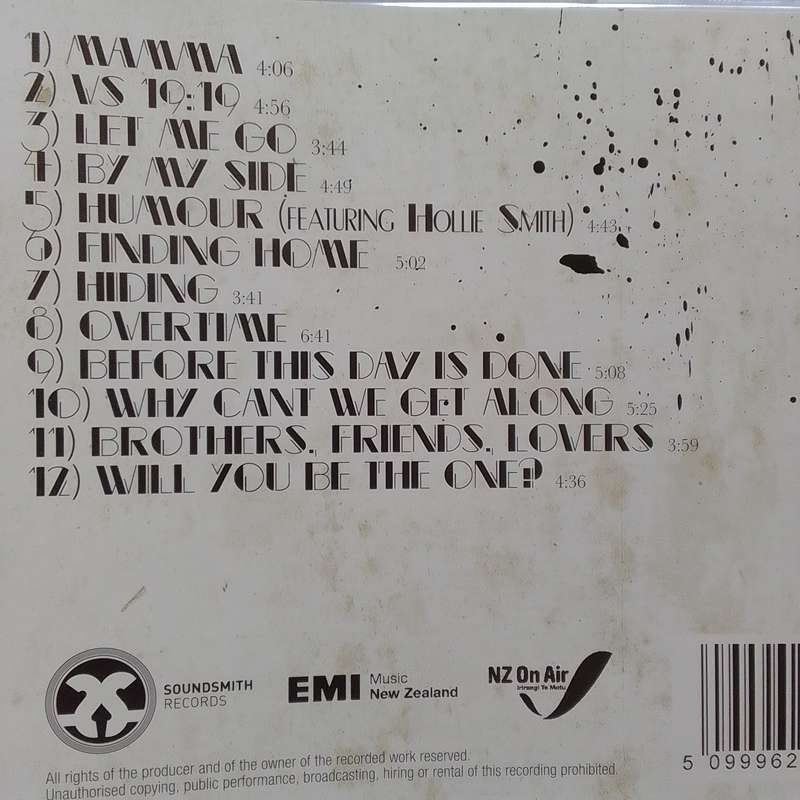 1) MAMMA 4:06
2) VS 19:19 4:56
3) LET ME GO 3:44
4) BY MY SIDE 4:49
5) HUMOUR (FEATURING HOLLIE SMITH) 4:43
6) FINDING HOME 5:02
7) HIDING 3:41
8) OVERTIME 6:41
9) BEFORE THIS DAY IS DONE 5:08
10) WHY CANT WE GET ALONG 5:25
11) BROTHERS, FRIENDS, LOVERS 3:59
12) WILL YOU BE THE ONE? 4:36
SOUNDSMITH
RECORDS
EMI Music
New Zealand
NZ On Air
Irirangi Te Motu
5 099962
All rights of the producer and of the owner of the recorded work reserved.
Unauthorised copying, public performance, broadcasting, hiring or rental of this recording prohibited.